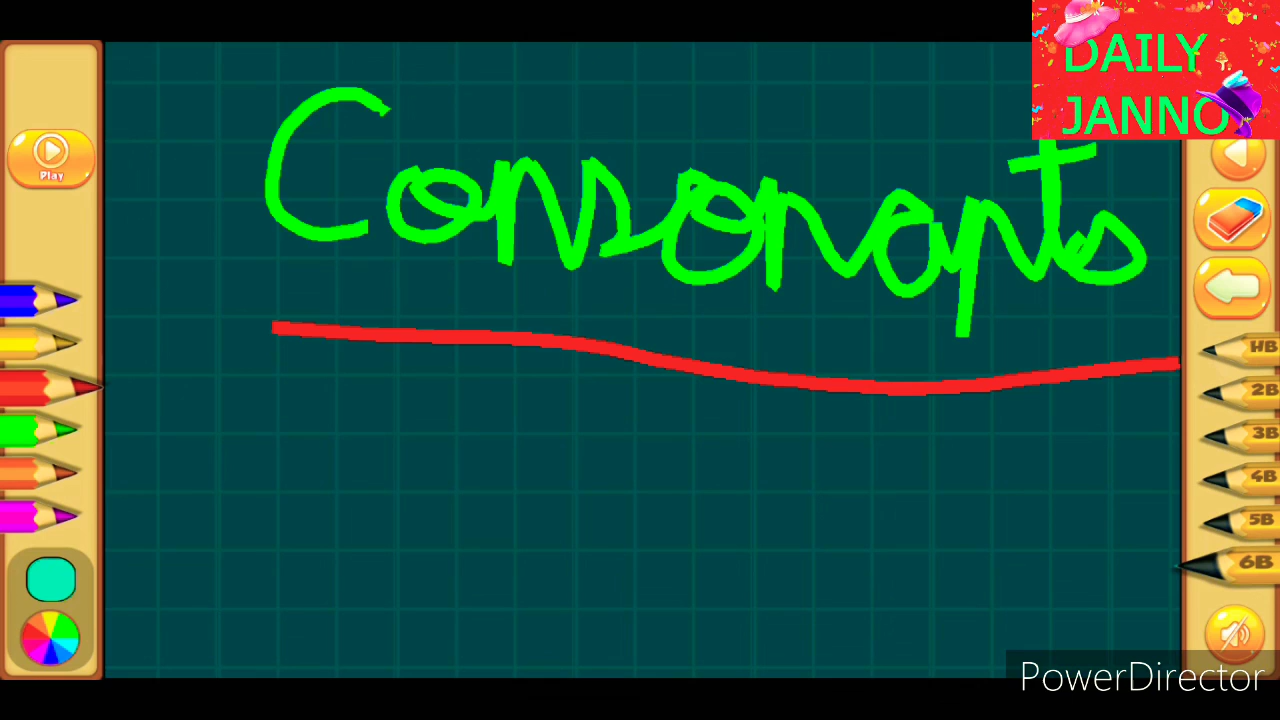 DAILY
JANNO
Consonants
Play
HB
2B
3B
4B
5B
6B
PowerDirector